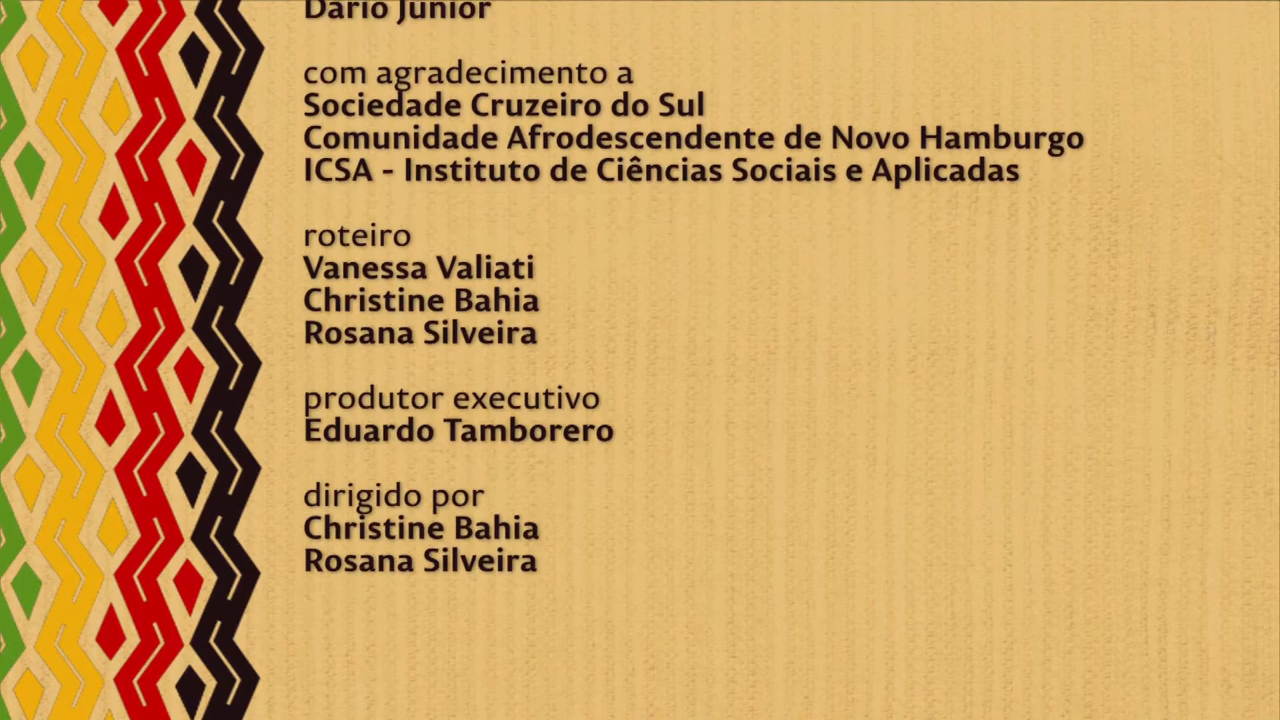 Dario Junior
com agradecimento a
Sociedade Cruzeiro do Sul
Comunidade Afrodescendente de Novo Hamburgo
ICSA - Instituto de Ciências Sociais e Aplicadas
roteiro
Vanessa Valiati
Christine Bahia
Rosana Silveira
produtor executivo
Eduardo Tamborero
dirigido por
Christine Bahia
Rosana Silveira